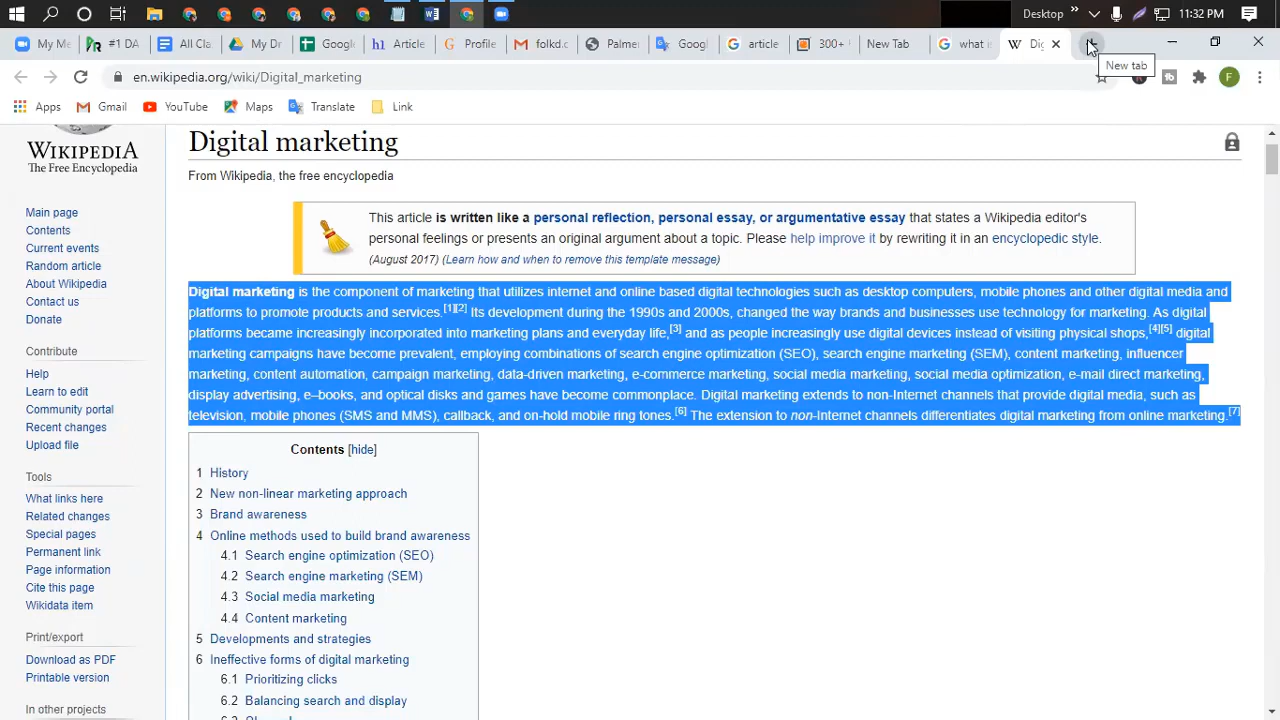 Desktop
11:32 PM
My Me
#1 DA
All Cla
My Dr
Google
Article
Profile
folkd.c
Palmer
Googl
article
300+
New Tab
what is
Dig
New tab
en.wikipedia.org/wiki/Digital_marketing
F
Apps
Gmail
YouTube
Maps
Translate
Link
WIKIPEDIA
The Free Encyclopedia
Main page
Contents
Current events
Random article
About Wikipedia
Contact us
Donate
Contribute
Help
Learn to edit
Community portal
Recent changes
Upload file
Tools
What links here
Related changes
Special pages
Permanent link
Page information
Cite this page
Wikidata item
Print/export
Download as PDF
Printable version
In other projects
Digital marketing
From Wikipedia, the free encyclopedia
This article is written like a personal reflection, personal essay, or argumentative essay that states a Wikipedia editor's
personal feelings or presents an original argument about a topic. Please help improve it by rewriting it in an encyclopedic style.
(August 2017) (Learn how and when to remove this template message)
Digital marketing is the component of marketing that utilizes internet and online based digital technologies such as desktop computers, mobile phones and other digital media and
platforms to promote products and services.[1][2] Its development during the 1990s and 2000s, changed the way brands and businesses use technology for marketing. As digital
platforms became increasingly incorporated into marketing plans and everyday life,[3] and as people increasingly use digital devices instead of visiting physical shops,[4][5] digital
marketing campaigns have become prevalent, employing combinations of search engine optimization (SEO), search engine marketing (SEM), content marketing, influencer
marketing, content automation, campaign marketing, data-driven marketing, e-commerce marketing, social media marketing, social media optimization, e-mail direct marketing,
display advertising, e–books, and optical disks and games have become commonplace. Digital marketing extends to non-Internet channels that provide digital media, such as
television, mobile phones (SMS and MMS), callback, and on-hold mobile ring tones.[6] The extension to non-Internet channels differentiates digital marketing from online marketing.[7]
Contents [hide]
1 History
2 New non-linear marketing approach
3 Brand awareness
4 Online methods used to build brand awareness
4.1 Search engine optimization (SEO)
4.2 Search engine marketing (SEM)
4.3 Social media marketing
4.4 Content marketing
5 Developments and strategies
6 Ineffective forms of digital marketing
6.1 Prioritizing clicks
6.2 Balancing search and display